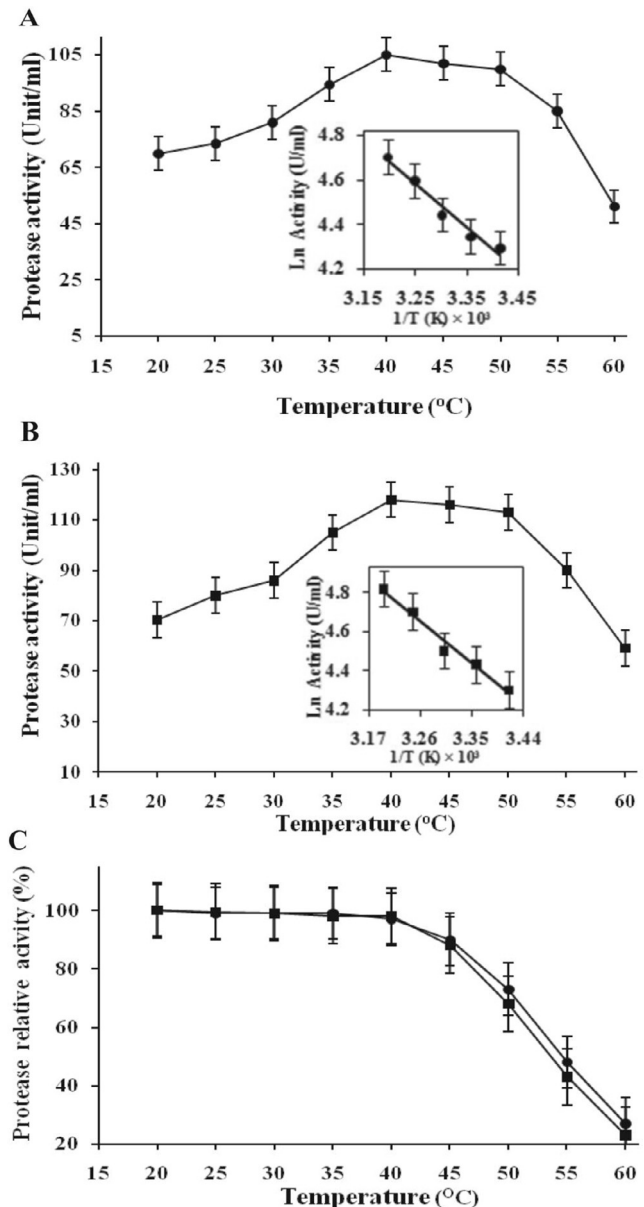 A
Protease activity (Unit/ml)
105
85
65
45
25
5
Ln Activity (U/ml)
4.8
4.6
4.4
4.2
3.15 3.25 3.35 3.45
1/T (K) × 10³
15 20 25 30 35 40 45 50 55 60
Temperature (°C)
B
Protease activity (Unit/ml)
130
110
90
70
50
30
10
Ln Activity (U/ml)
4.8
4.6
4.4
4.2
3.17 3.26 3.35 3.44
1/T (K) × 10³
15 20 25 30 35 40 45 50 55 60
Temperature (°C)
C
Protease relative acivity (%)
100
80
60
40
20
15 20 25 30 35 40 45 50 55 60
Temperature (°C)